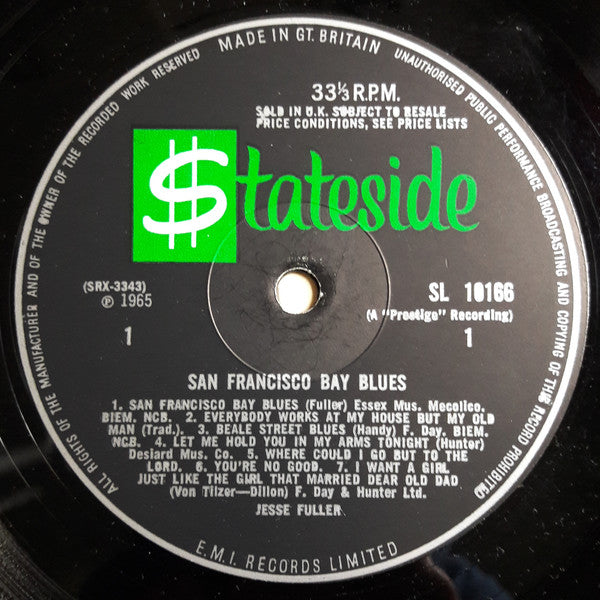 MADE IN GT. BRITAIN
UNAUTHORISED PUBLIC PERFORMANCE BROADCASTING AND COPYING OF THE RECORD PROHIBITED
ALL RIGHTS OF THE MANUFACTURER AND OF THE OWNER OF THE RECORDED WORK RESERVED
33⅓ R.P.M.
SOLD IN U.K. SUBJECT TO RESALE
PRICE CONDITIONS, SEE PRICE LISTS
$tateside
(SRX-3343)
℗ 1965
1
SL 10166
(A "Prestige" Recording)
1
SAN FRANCISCO BAY BLUES
1. SAN FRANCISCO BAY BLUES (Fuller) Essex Mus. Mecolico.
BIEM. NCB. 2. EVERYBODY WORKS AT MY HOUSE BUT MY OLD
MAN (Trad.). 3. BEALE STREET BLUES (Handy) F. Day. BIEM.
NCB. 4. LET ME HOLD YOU IN MY ARMS TONIGHT (Hunter)
Desiard Mus. Co. 5. WHERE COULD I GO BUT TO THE
LORD. 6. YOU'RE NO GOOD. 7. I WANT A GIRL
JUST LIKE THE GIRL THAT MARRIED DEAR OLD DAD
(Von Tilzer—Dillon) F. Day & Hunter Ltd.
JESSE FULLER
E.M.I. RECORDS LIMITED